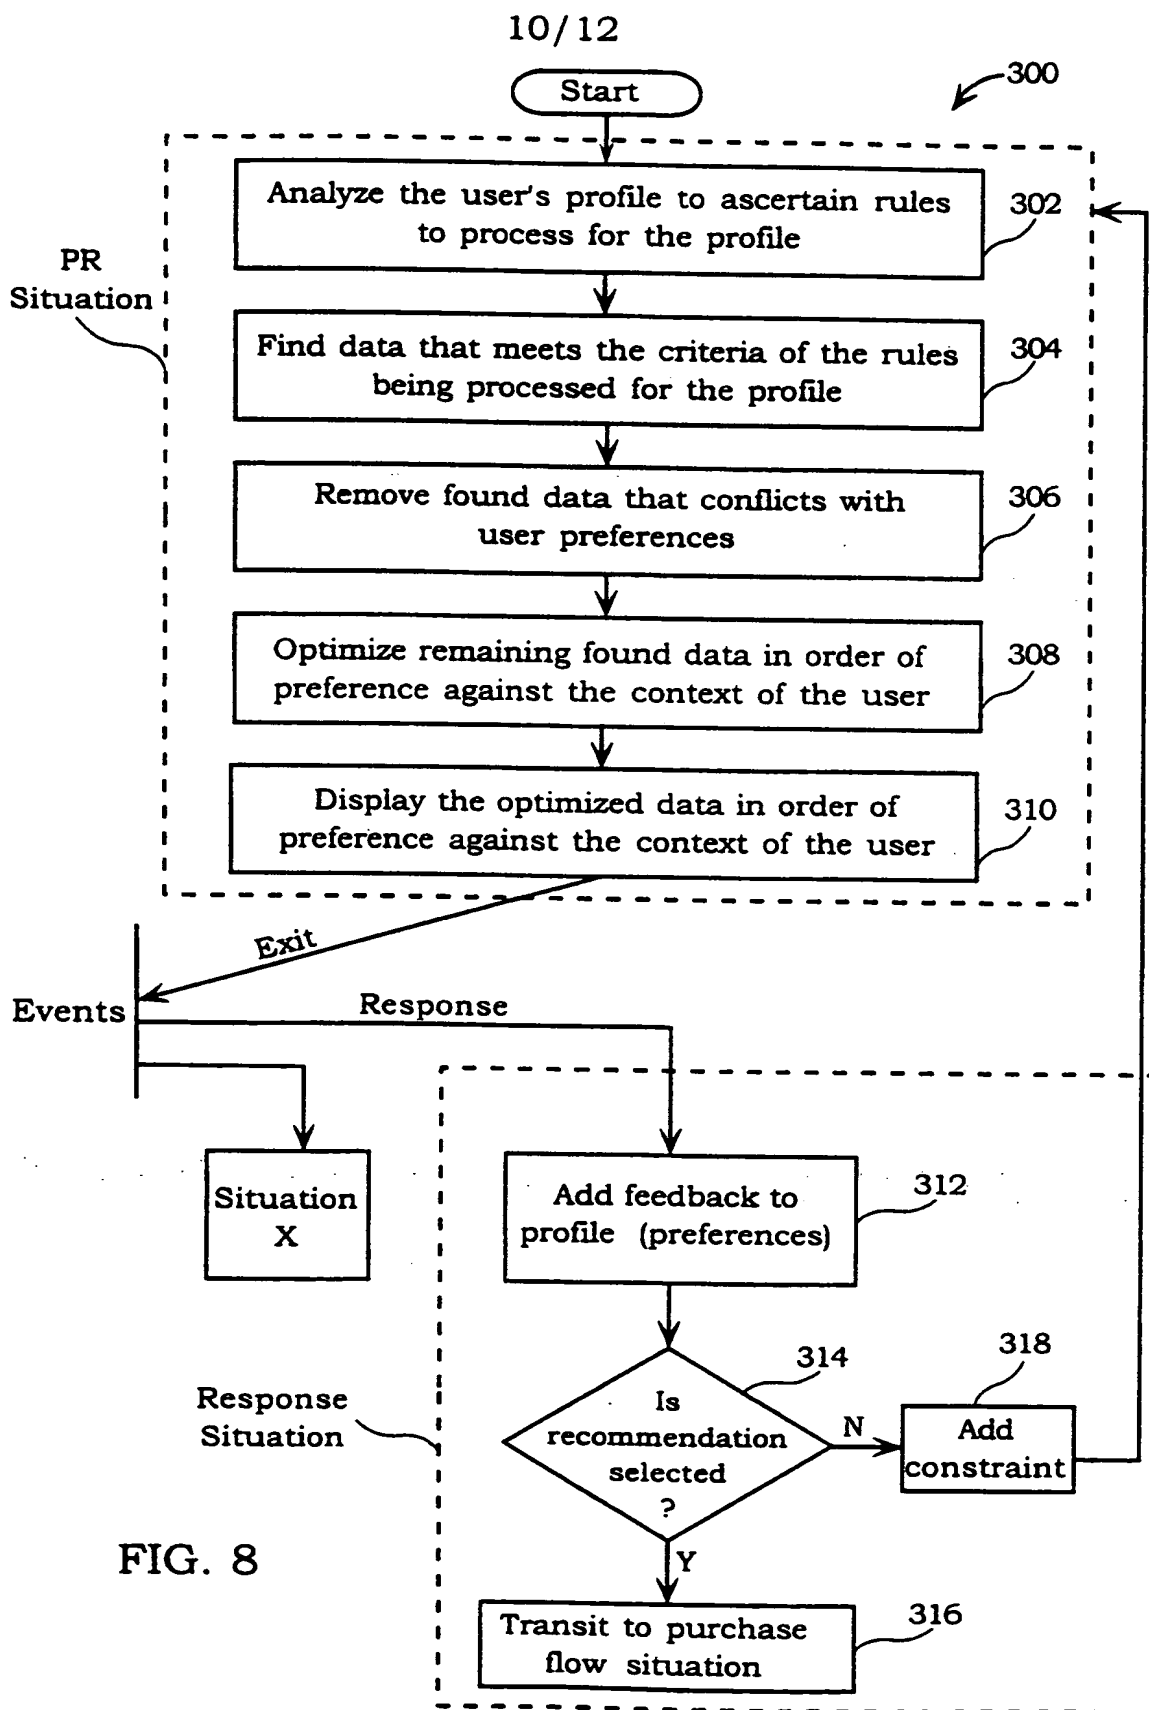 10/12
Start
300
Analyze the user's profile to ascertain rules
to process for the profile
302
PR
Situation
Find data that meets the criteria of the rules
being processed for the profile
304
Remove found data that conflicts with
user preferences
306
Optimize remaining found data in order of
preference against the context of the user
308
Display the optimized data in order of
preference against the context of the user
310
Exit
Events
Response
Situation
X
Add feedback to
profile (preferences)
312
314
318
Response
Situation
Is
recommendation
selected
?
N
Add
constraint
Y
FIG. 8
Transit to purchase
flow situation
316